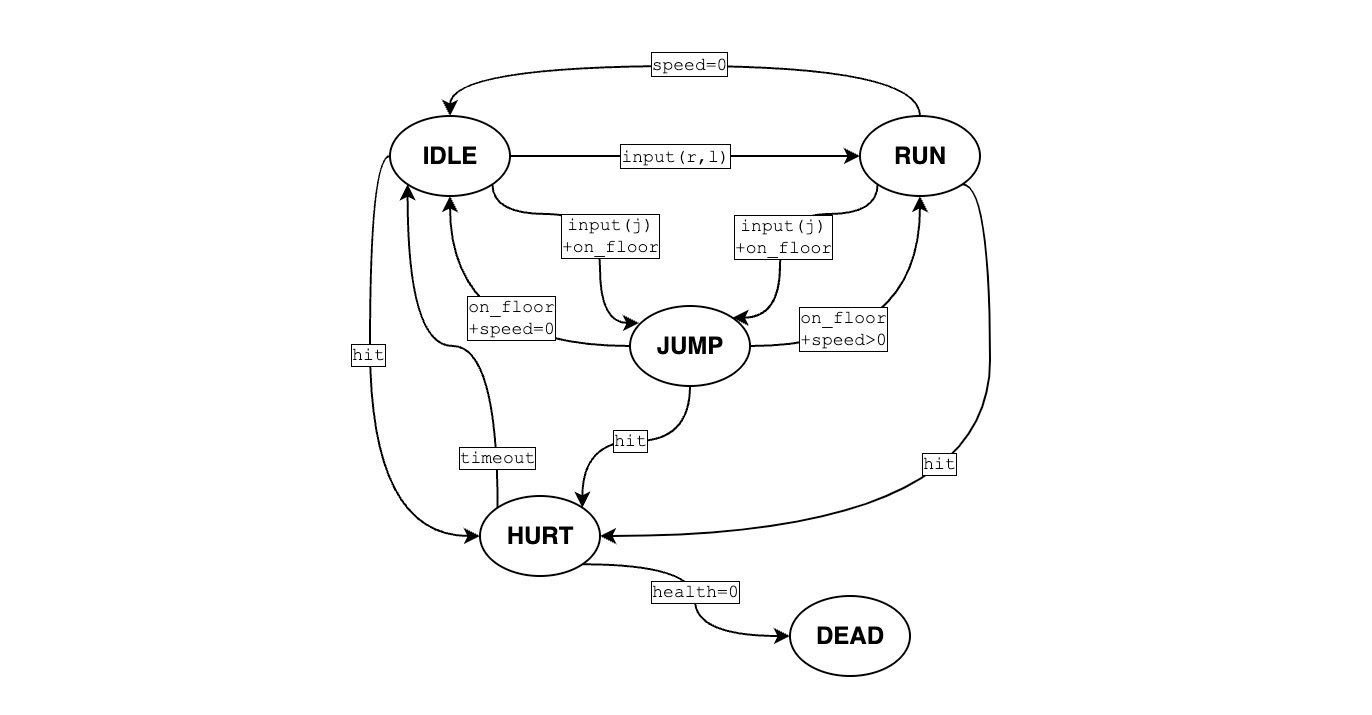 speed=0
IDLE
input(r,l)
RUN
input(j)
+on_floor
input(j)
+on_floor
on_floor
+speed=0
on_floor
+speed>0
JUMP
hit
hit
timeout
hit
HURT
health=0
DEAD